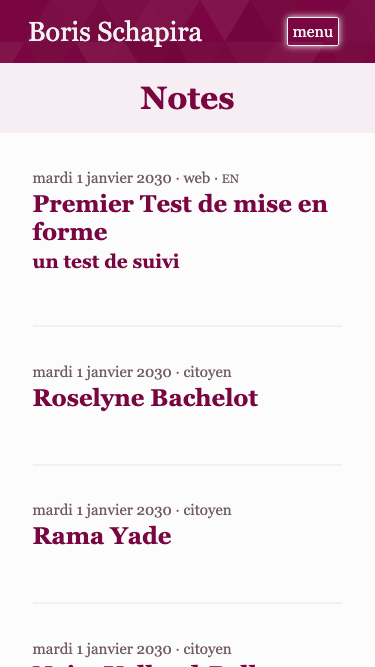 Boris Schapira
menu
Notes
mardi 1 janvier 2030 · web · EN
Premier Test de mise en
forme
un test de suivi
mardi 1 janvier 2030 · citoyen
Roselyne Bachelot
mardi 1 janvier 2030 · citoyen
Rama Yade
mardi 1 janvier 2030 · citoyen